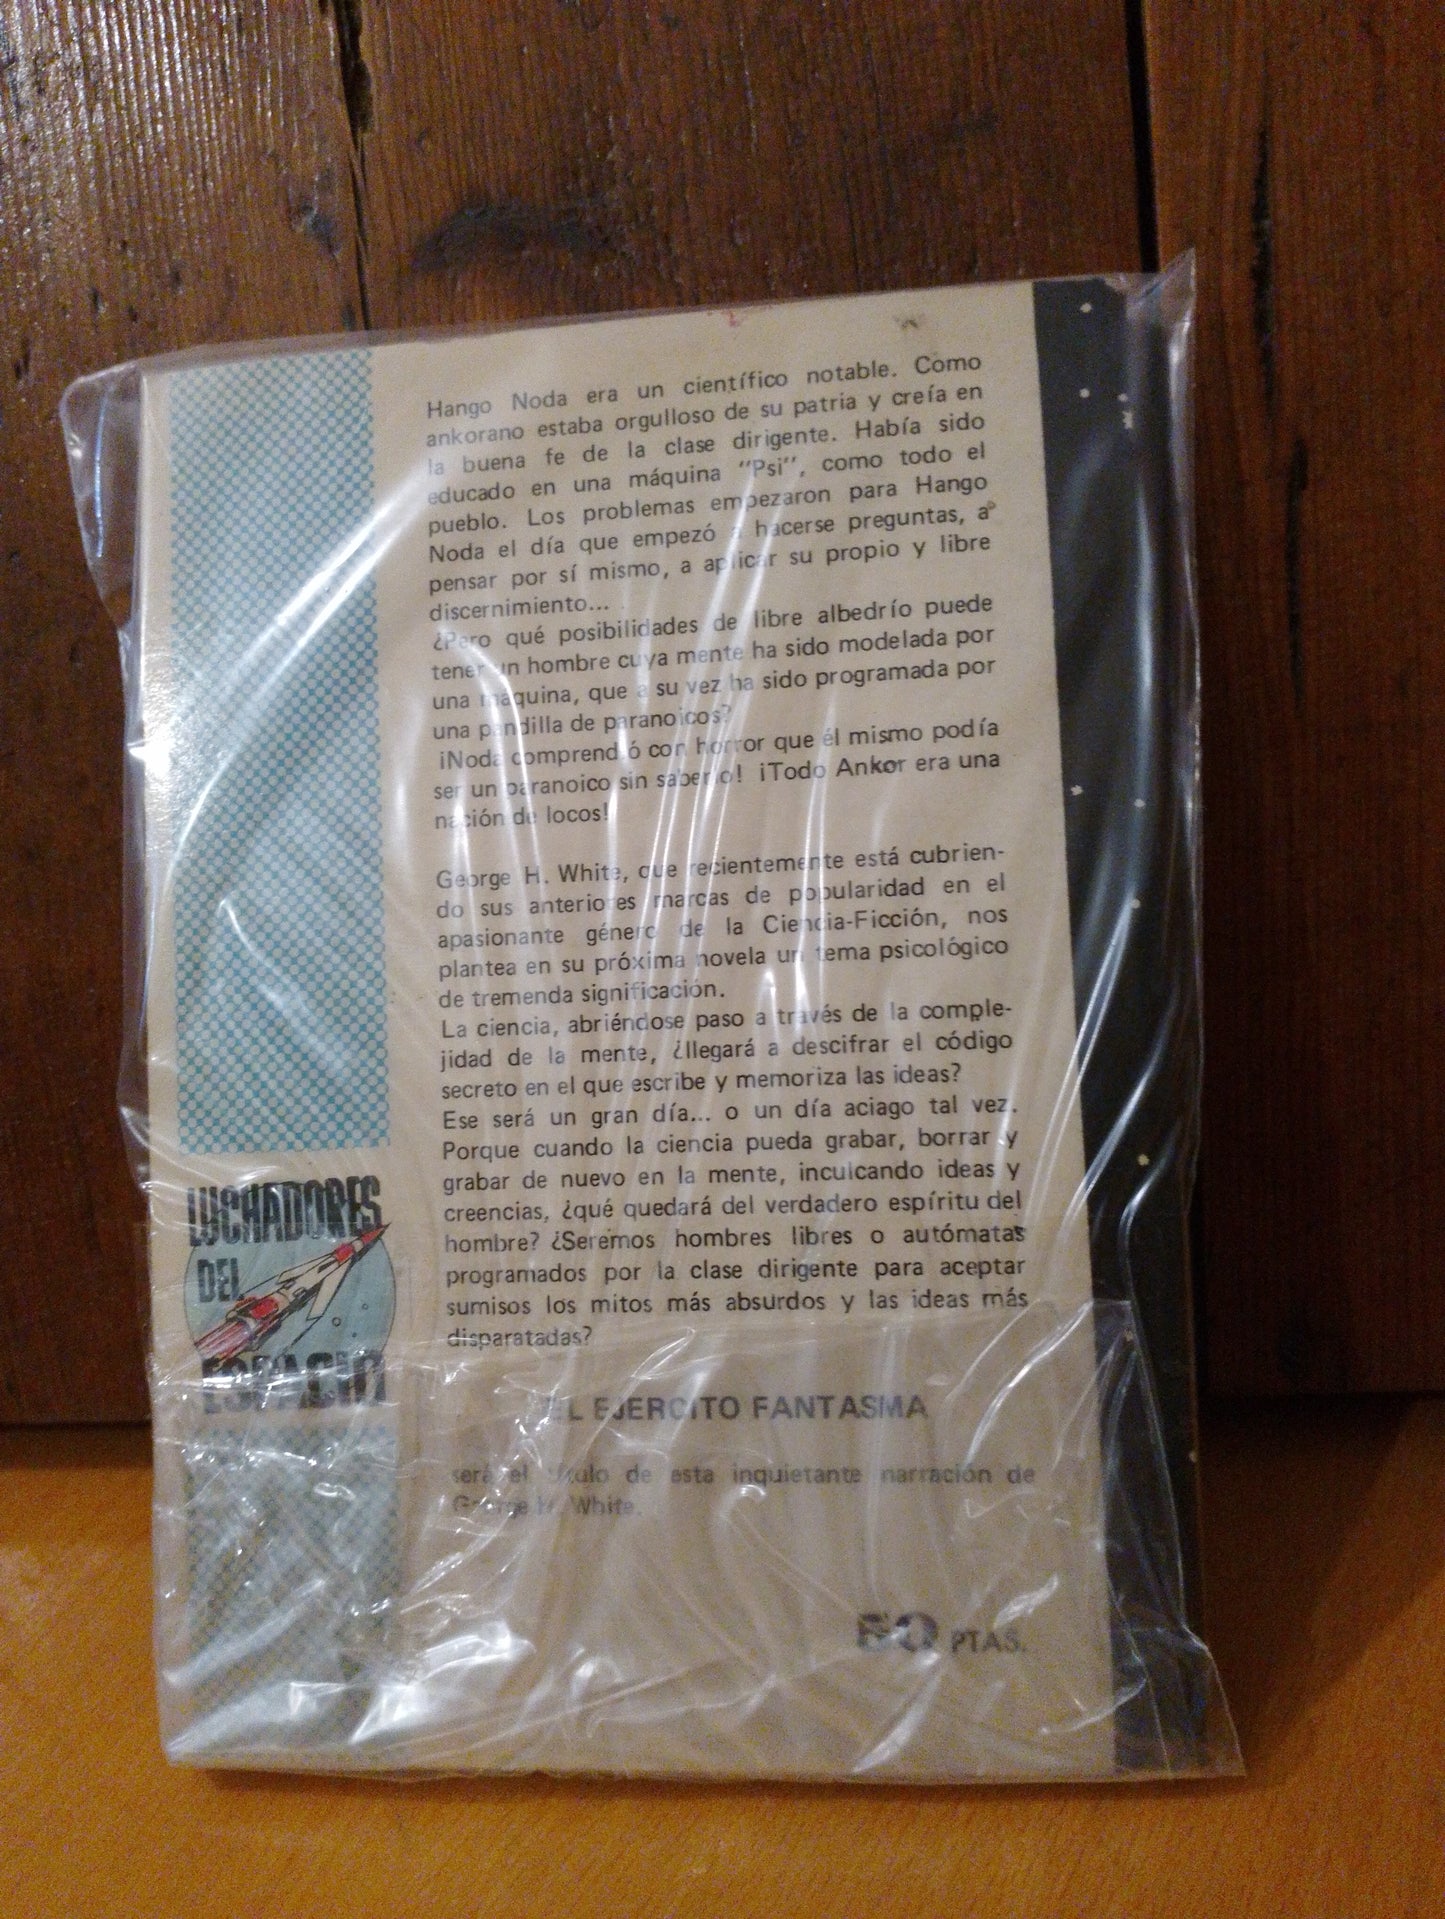 Hango Noda era un científico notable. Como
ankorano estaba orgulloso de su patria y creía en
la buena fe de la clase dirigente. Había sido
educado en una máquina "Psi", como todo el
pueblo. Los problemas empezaron para Hango
Noda el día que empezó a hacerse preguntas, a
pensar por sí mismo, a aplicar su propio y libre
discernimiento...
¿Pero qué posibilidades de libre albedrío puede
tener un hombre cuya mente ha sido modelada por
una máquina, que a su vez ha sido programada por
una pandilla de paranoicos?
¡Noda comprendió con horror que él mismo podía
ser un paranoico sin saberlo! ¡Todo Ankor era una
nación de locos!
George H. White, que recientemente está cubrien-
do sus anteriores marcas de popularidad en el
apasionante género de la Ciencia-Ficción, nos
plantea en su próxima novela un tema psicológico
de tremenda significación.
La ciencia, abriéndose paso a través de la comple-
jidad de la mente, ¿llegará a descifrar el código
secreto en el que escribe y memoriza las ideas?
Ese será un gran día... o un día aciago tal vez.
Porque cuando la ciencia pueda grabar, borrar y
grabar de nuevo en la mente, inculcando ideas y
creencias, ¿qué quedará del verdadero espíritu del
hombre? ¿Seremos hombres libres o autómatas
programados por la clase dirigente para aceptar
sumisos los mitos más absurdos y las ideas más
disparatadas?
EL EJERCITO FANTASMA
será el título de esta inquietante narración de
George H. White.
LUCHADORES
DEL
ESPACIO
50 PTAS.